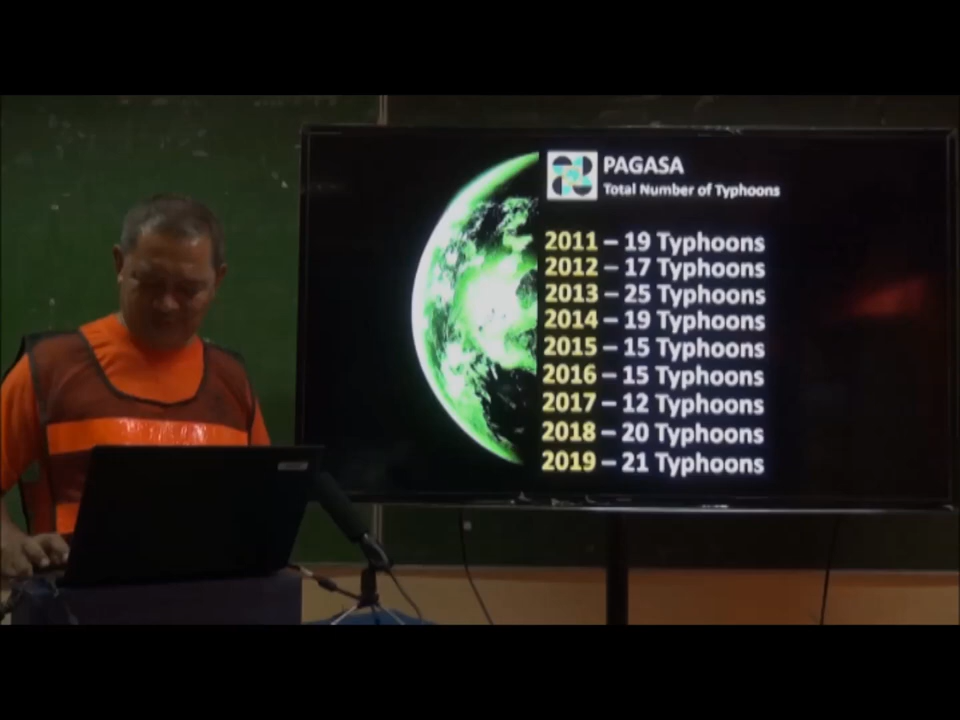 PAGASA
Total Number of Typhoons
2011 – 19 Typhoons
2012 – 17 Typhoons
2013 – 25 Typhoons
2014 – 19 Typhoons
2015 – 15 Typhoons
2016 – 15 Typhoons
2017 – 12 Typhoons
2018 – 20 Typhoons
2019 – 21 Typhoons